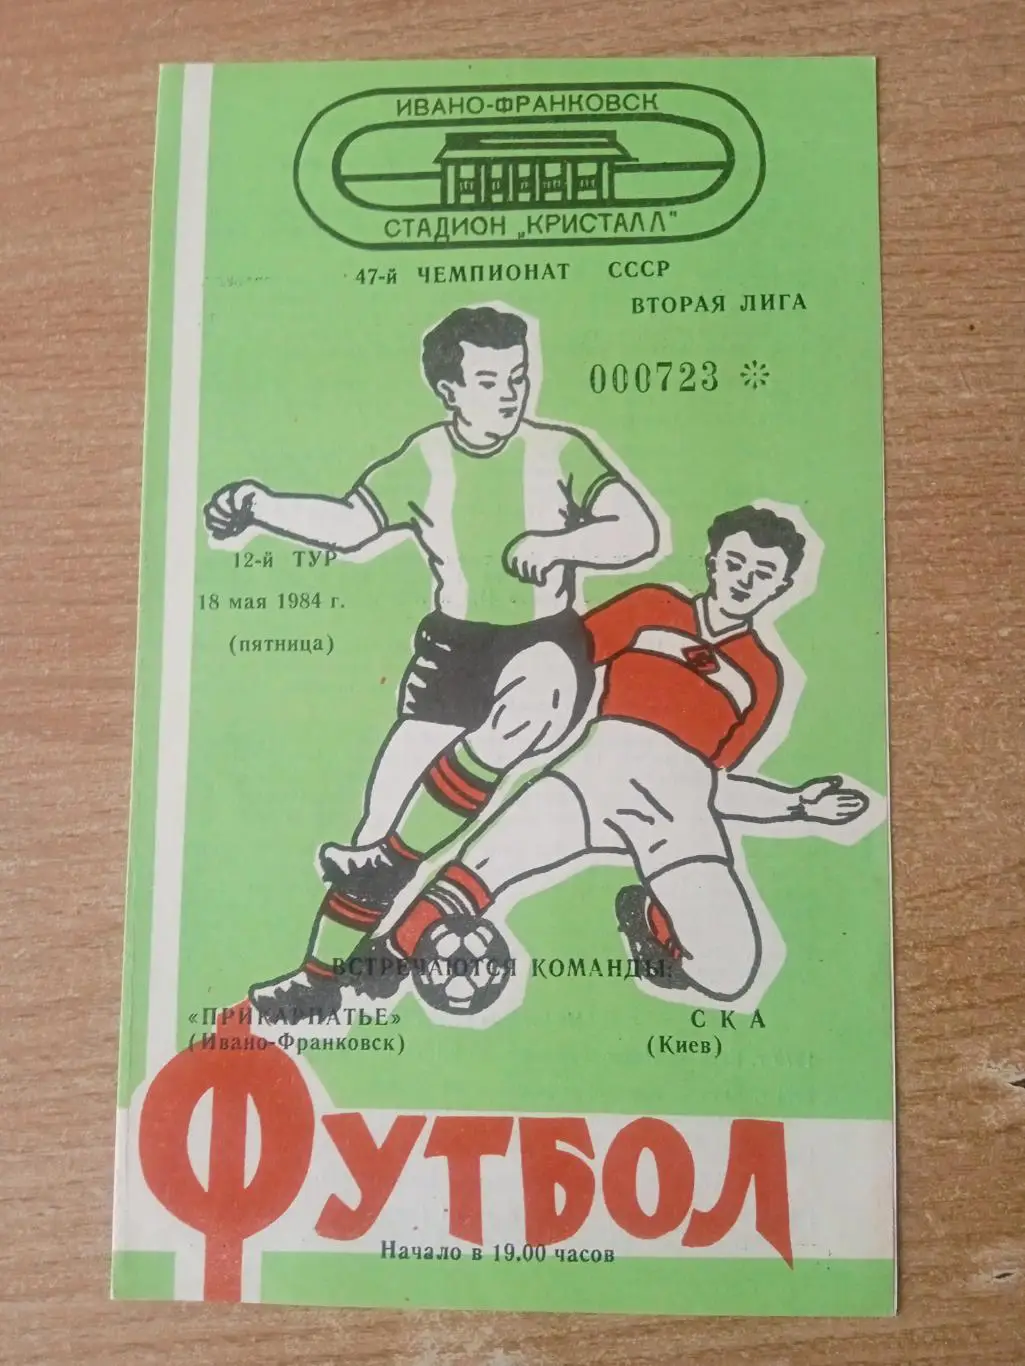 ИВАНО-ФРАНКОВСК
СТАДИОН „КРИСТАЛЛ"
47-й ЧЕМПИОНАТ СССР
ВТОРАЯ ЛИГА
000723 *
12-й ТУР
18 мая 1984 г.
(пятница)
ВСТРЕЧАЮТСЯ КОМАНДЫ:
«ПРИКАРПАТЬЕ» СКА
(Ивано-Франковск) (Киев)
ФУТБОЛ
Начало в 19.00 часов